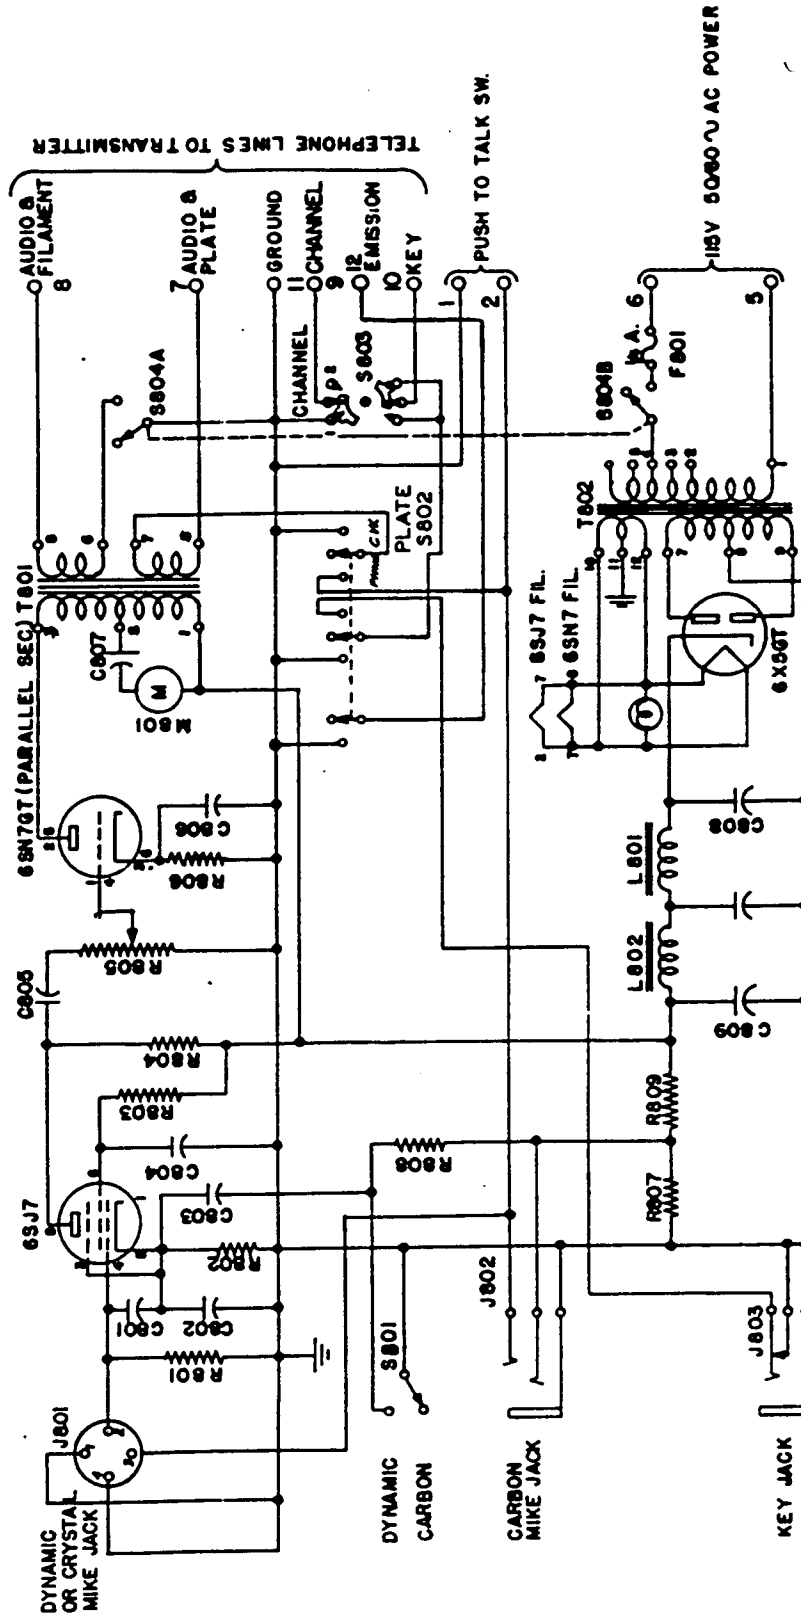 DYNAMIC
OR CRYSTAL
MIKE JACK
J801
6SJ7
C805
6SN7GT (PARALLEL SEC) T801
AUDIO &
FILAMENT
8
7 AUDIO &
PLATE
TELEPHONE LINES TO TRANSMITTER
GROUND
11 CHANNEL
9
12
EMISSION
10 KEY
1
2
PUSH TO TALK SW.
R801
C801
C802
R802
C803
C804
R803
R804
R805
R806
C806
M
M801
C807
S804A
CHANNEL
S803
PLATE
S802
DYNAMIC
CARBON
S801
R808
CARBON
MIKE JACK
J802
KEY JACK
J803
R807
R809
L802
L801
C809
C808
6SJ7 FIL.
6SN7 FIL.
6X5GT
T802
S804B
F801
6
5
115V 50/60 ~ AC POWER